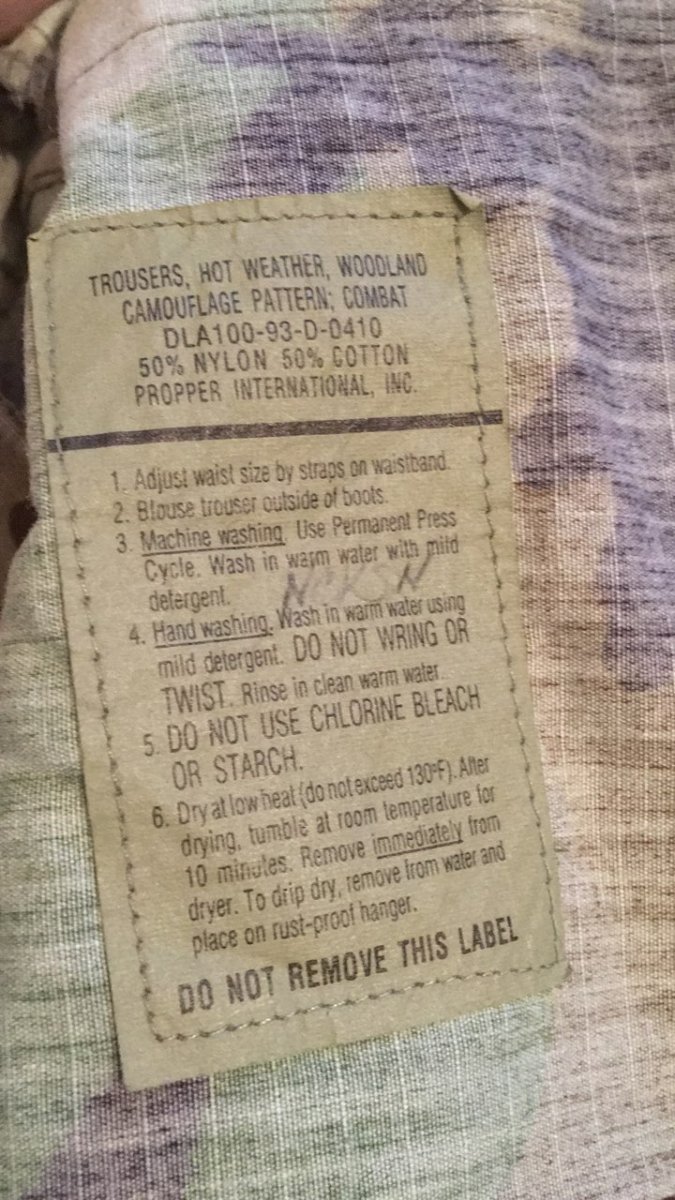 TROUSERS, HOT WEATHER, WOODLAND
CAMOUFLAGE PATTERN: COMBAT
DLA100-93-D-0410
50% NYLON 50% COTTON
PROPPER INTERNATIONAL, INC.
1. Adjust waist size by straps on waistband.
2. Blouse trouser outside of boots.
3. Machine washing. Use Permanent Press
Cycle. Wash in warm water with mild
detergent.
4. Hand washing. Wash in warm water using
mild detergent. DO NOT WRING OR
TWIST. Rinse in clean warm water.
5. DO NOT USE CHLORINE BLEACH
OR STARCH.
6. Dry at low heat (do not exceed 130ºF). After
drying, tumble at room temperature for
10 minutes. Remove immediately from
dryer. To drip dry, remove from water and
place on rust-proof hanger.
DO NOT REMOVE THIS LABEL